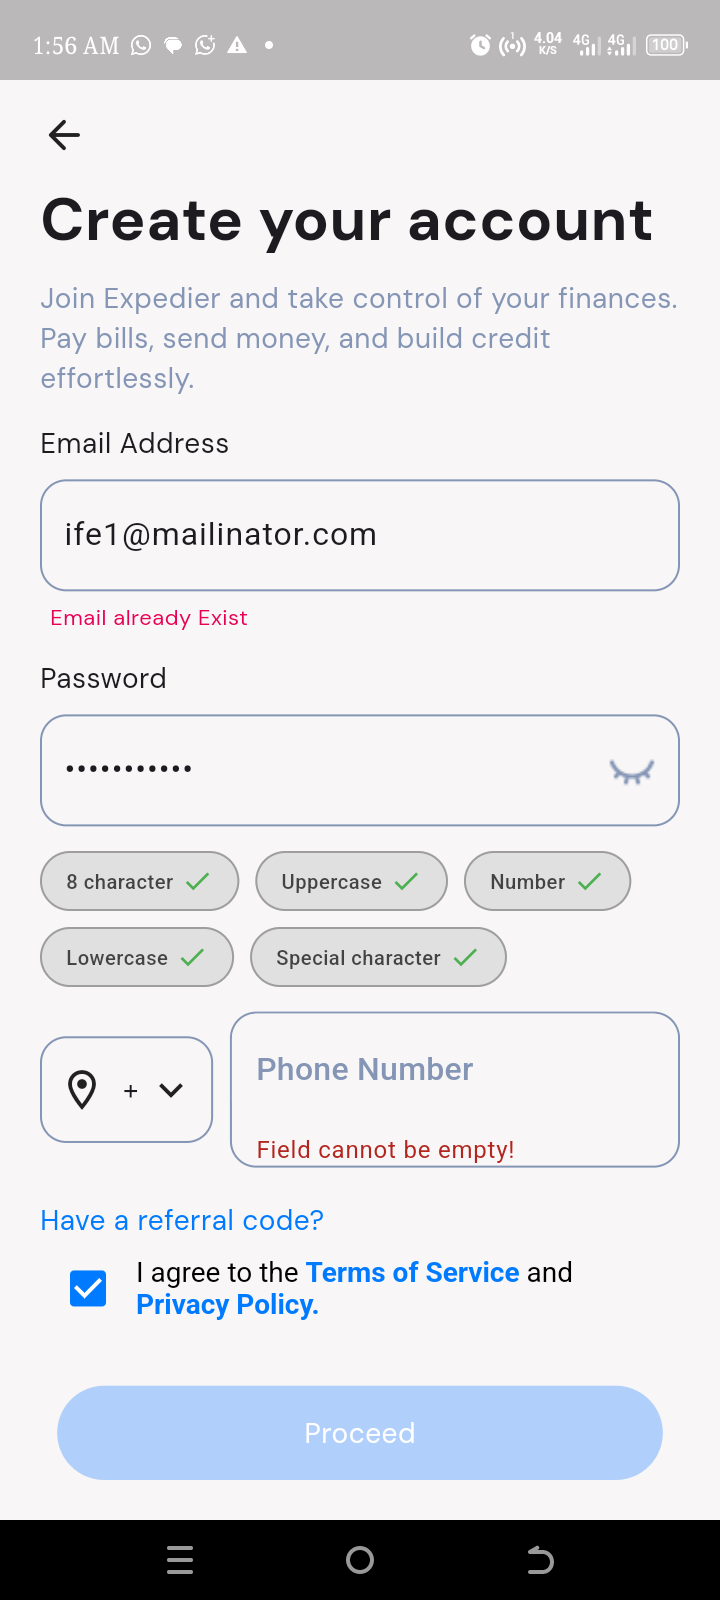 1:56 AM
1
4.04
K/S
4G
4G
100
Create your account
Join Expedier and take control of your finances.
Pay bills, send money, and build credit
effortlessly.
Email Address
ife1@mailinator.com
Email already Exist
Password
•••••••••••
8 character
Uppercase
Number
Lowercase
Special character
+
Phone Number
Field cannot be empty!
Have a referral code?
I agree to the Terms of Service and
Privacy Policy.
Proceed